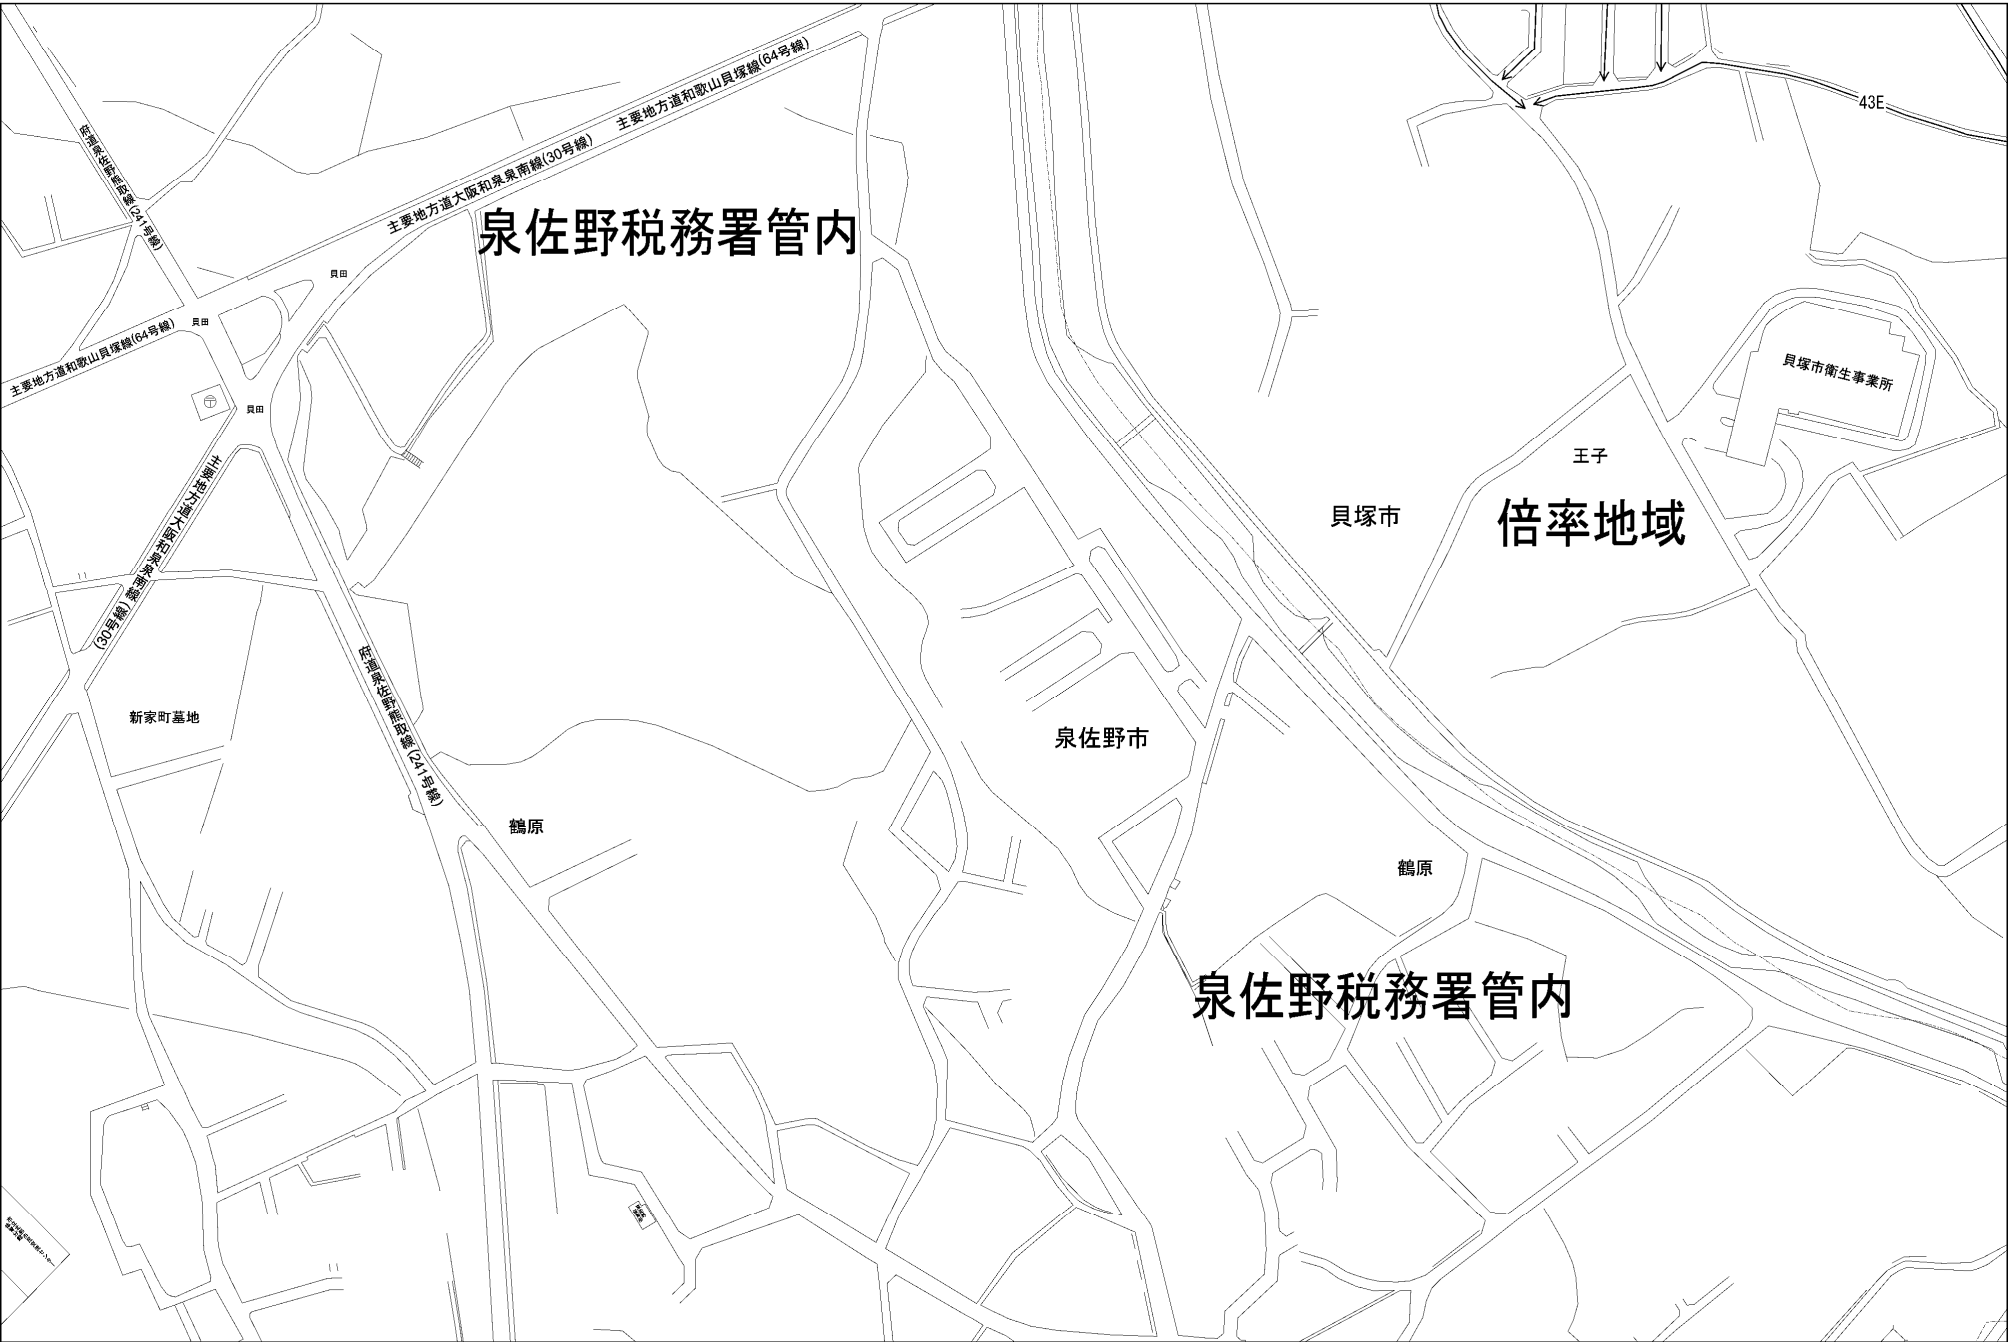 主要地方道和歌山貝塚線(64号線)
43E
府道泉佐野熊取線(241号線)
主要地方道大阪和泉泉南線(30号線)
泉佐野税務署管内
貝田
貝田
主要地方道和歌山貝塚線(64号線)
貝塚市衛生事業所
貝田
王子
主要地方道大阪和泉泉南線
(30号線)
貝塚市
倍率地域
府道泉佐野熊取線(241号線)
新家町墓地
泉佐野市
鶴原
鶴原
泉佐野税務署管内